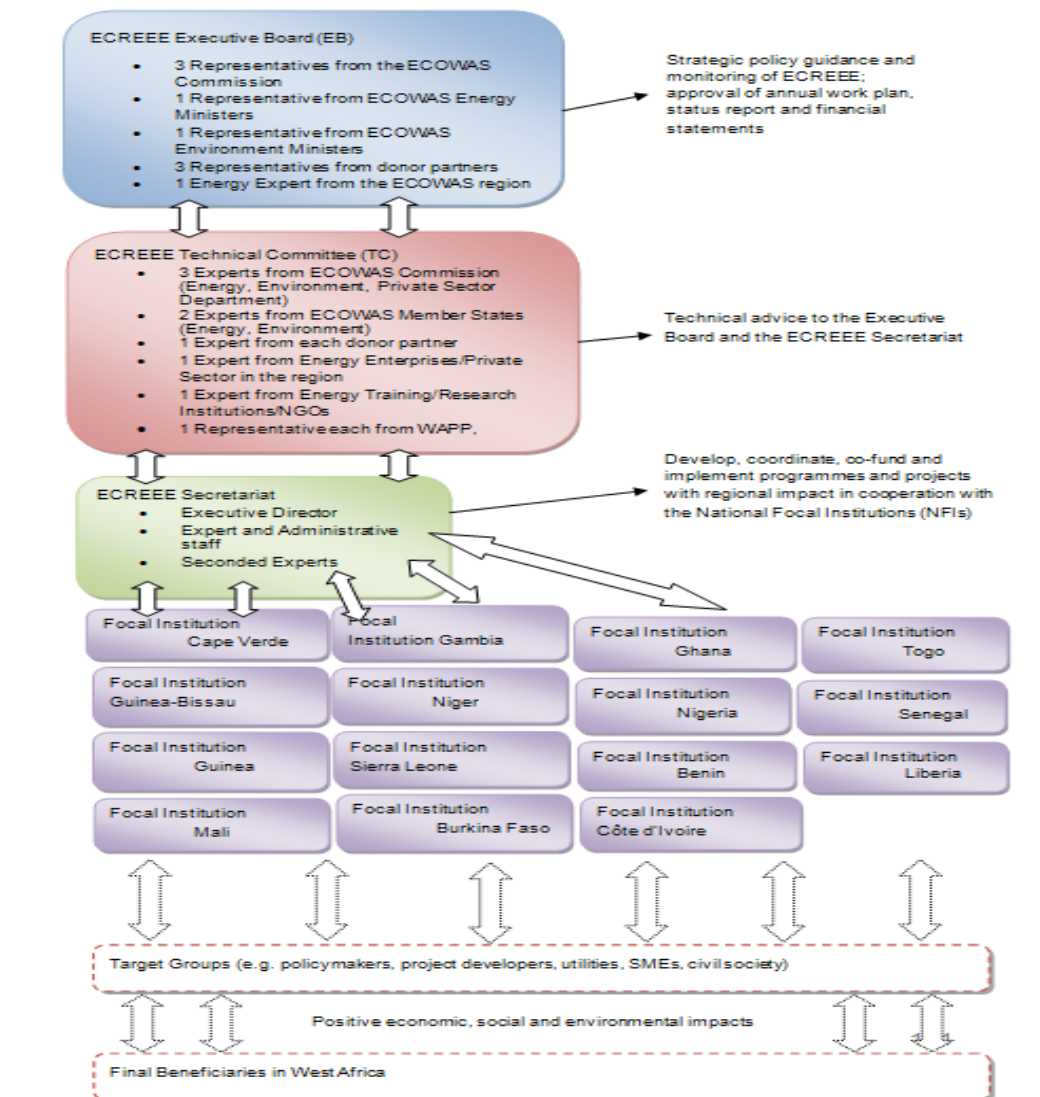 ECREEE Executive Board (EB)
• 3 Representatives from the ECOWAS
Commission
• 1 Representative from ECOWAS Energy
Ministers
• 1 Representative from ECOWAS
Environment Ministers
• 3 Representatives from donor partners
• 1 Energy Expert from the ECOWAS region
Strategic policy guidance and
monitoring of ECREEE;
approval of annual work plan,
status report and financial
statements
ECREEE Technical Committee (TC)
• 3 Experts from ECOWAS Commission
(Energy, Environment, Private Sector
Department)
• 2 Experts from ECOWAS Member States
(Energy, Environment)
• 1 Expert from each donor partner
• 1 Expert from Energy Enterprises/Private
Sector in the region
• 1 Expert from Energy Training/Research
Institutions/NGOs
• 1 Representative each from WAPP,
Technical advice to the Executive
Board and the ECREEE Secretariat
ECREEE Secretariat
• Executive Director
• Expert and Administrative
staff
• Seconded Experts
Develop, coordinate, co-fund and
implement programmes and projects
with regional impact in cooperation with
the National Focal Institutions (NFIs)
Focal Institution
Cape Verde
Focal
Institution Gambia
Focal Institution
Ghana
Focal Institution
Togo
Focal Institution
Guinea-Bissau
Focal Institution
Niger
Focal Institution
Nigeria
Focal Institution
Senegal
Focal Institution
Guinea
Focal Institution
Sierra Leone
Focal Institution
Benin
Focal Institution
Liberia
Focal Institution
Mali
Focal Institution
Burkina Faso
Focal Institution
Côte d'Ivoire
Target Groups (e.g. policymakers, project developers, utilities, SMEs, civil society)
Positive economic, social and environmental impacts
Final Beneficiaries in West Africa